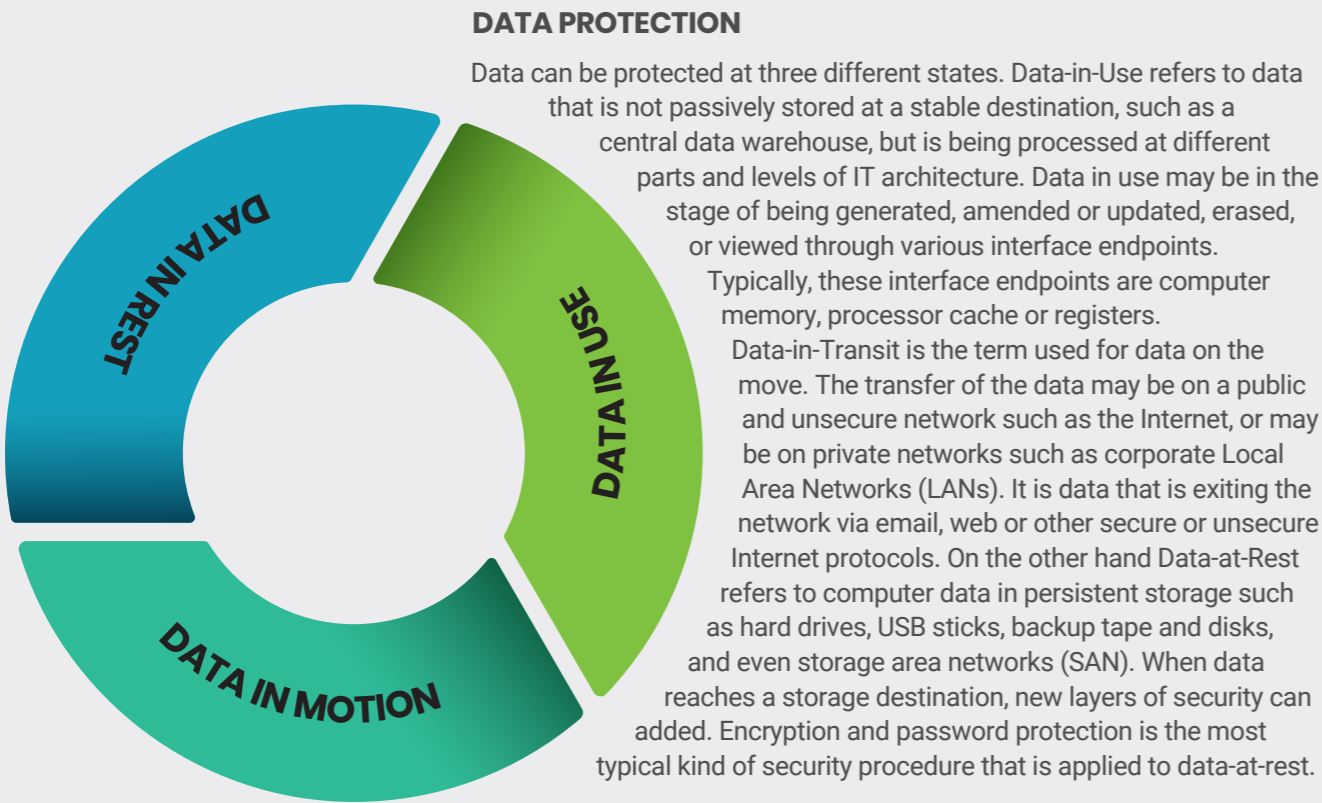 DATA PROTECTION
Data can be protected at three different states. Data-in-Use refers to data
that is not passively stored at a stable destination, such as a
central data warehouse, but is being processed at different
parts and levels of IT architecture. Data in use may be in the
stage of being generated, amended or updated, erased,
or viewed through various interface endpoints.
Typically, these interface endpoints are computer
memory, processor cache or registers.
Data-in-Transit is the term used for data on the
move. The transfer of the data may be on a public
and unsecure network such as the Internet, or may
be on private networks such as corporate Local
Area Networks (LANs). It is data that is exiting the
network via email, web or other secure or unsecure
Internet protocols. On the other hand Data-at-Rest
refers to computer data in persistent storage such
as hard drives, USB sticks, backup tape and disks,
and even storage area networks (SAN). When data
reaches a storage destination, new layers of security can
added. Encryption and password protection is the most
typical kind of security procedure that is applied to data-at-rest.
DATA IN REST
DATA IN USE
DATA IN MOTION